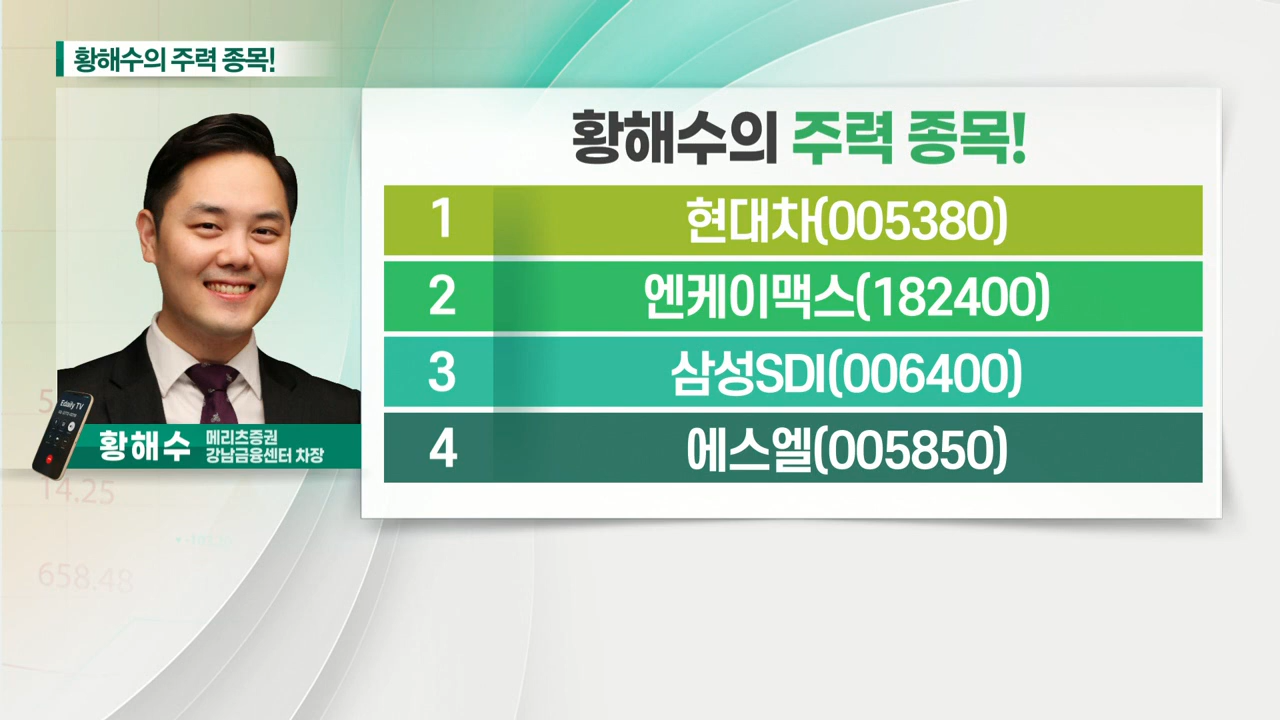 황해수의 주력 종목!
황해수의 주력 종목!
1 현대차(005380)
2 엔케이맥스(182400)
3 삼성SDI(006400)
4 에스엘(005850)
Edaily TV
황해수 메리츠증권
강남금융센터 차장
14.25
658.48